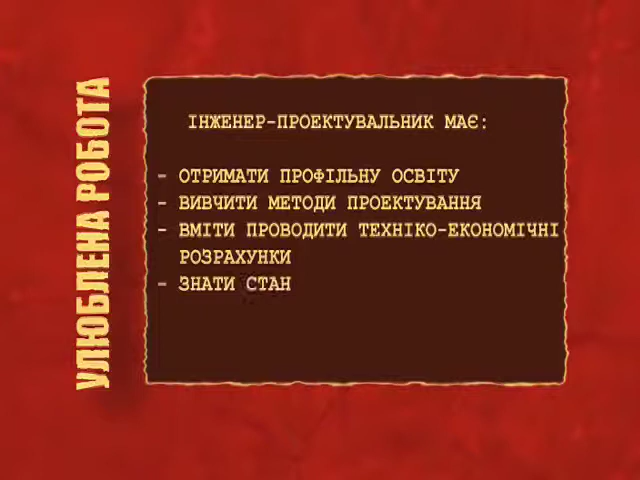 УЛЮБЛЕНА РОБОТА
ІНЖЕНЕР-ПРОЕКТУВАЛЬНИК МАЄ:
- ОТРИМАТИ ПРОФІЛЬНУ ОСВІТУ
- ВИВЧИТИ МЕТОДИ ПРОЕКТУВАННЯ
- ВМІТИ ПРОВОДИТИ ТЕХНІКО-ЕКОНОМІЧНІ
РОЗРАХУНКИ
- ЗНАТИ СТАН